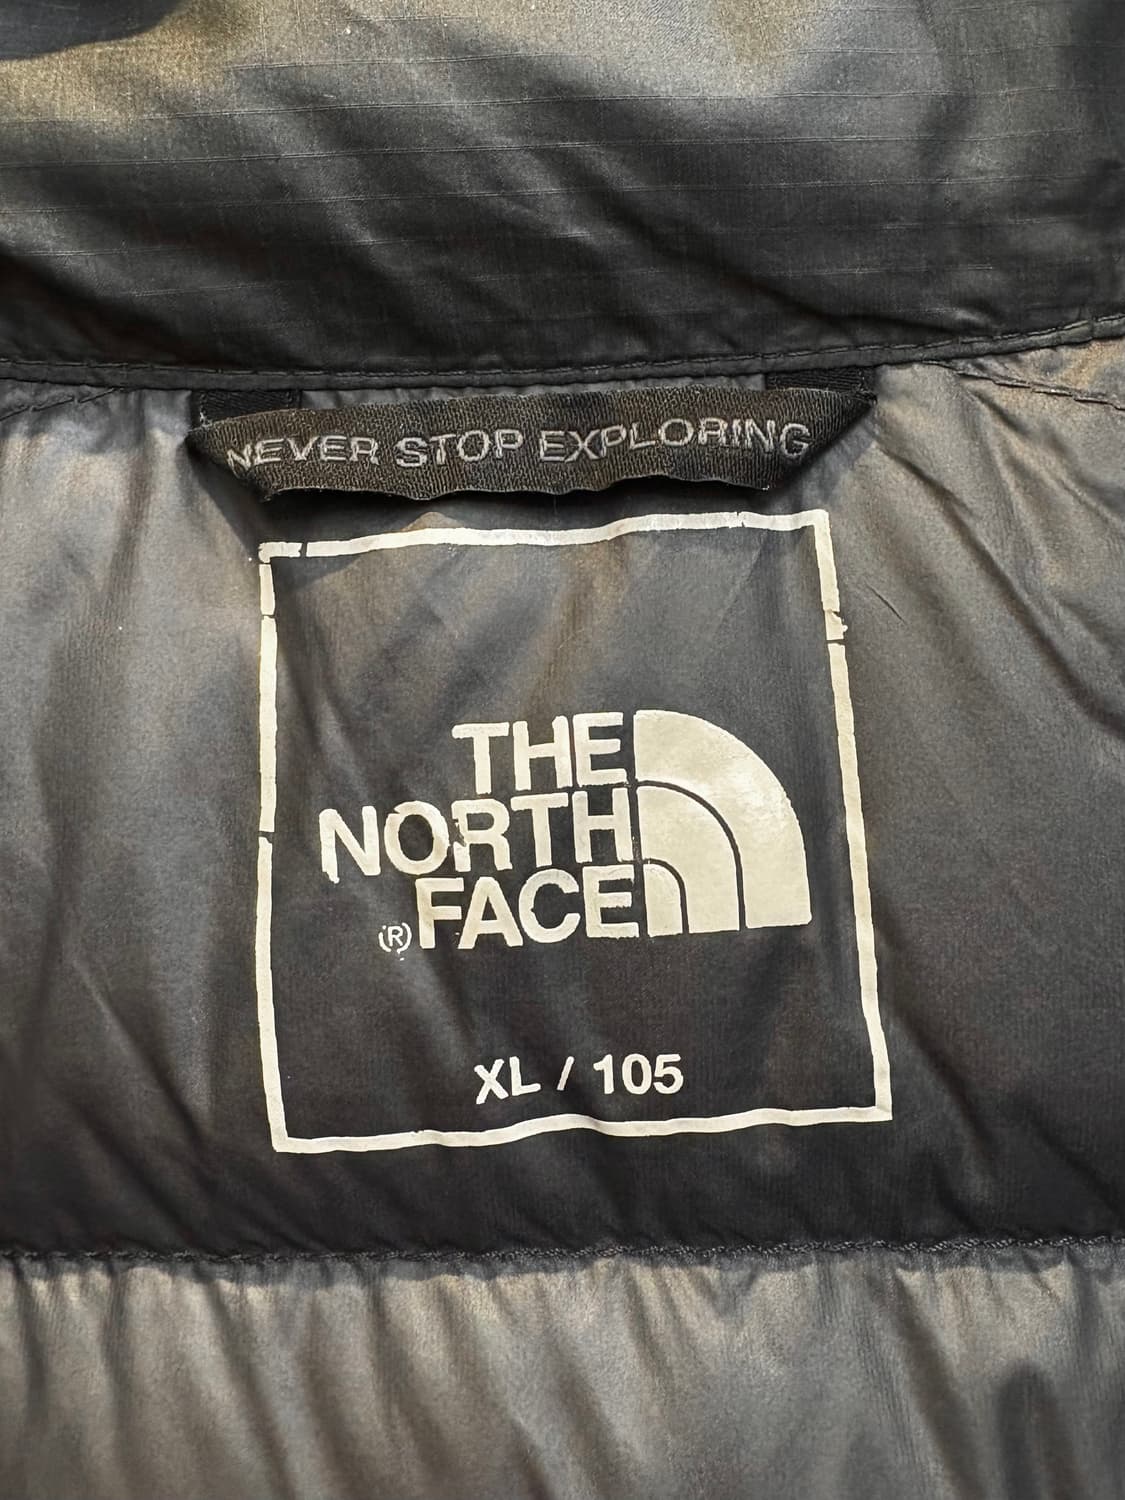 NEVER STOP EXPLORING
THE
NORTH
FACE
®
XL / 105